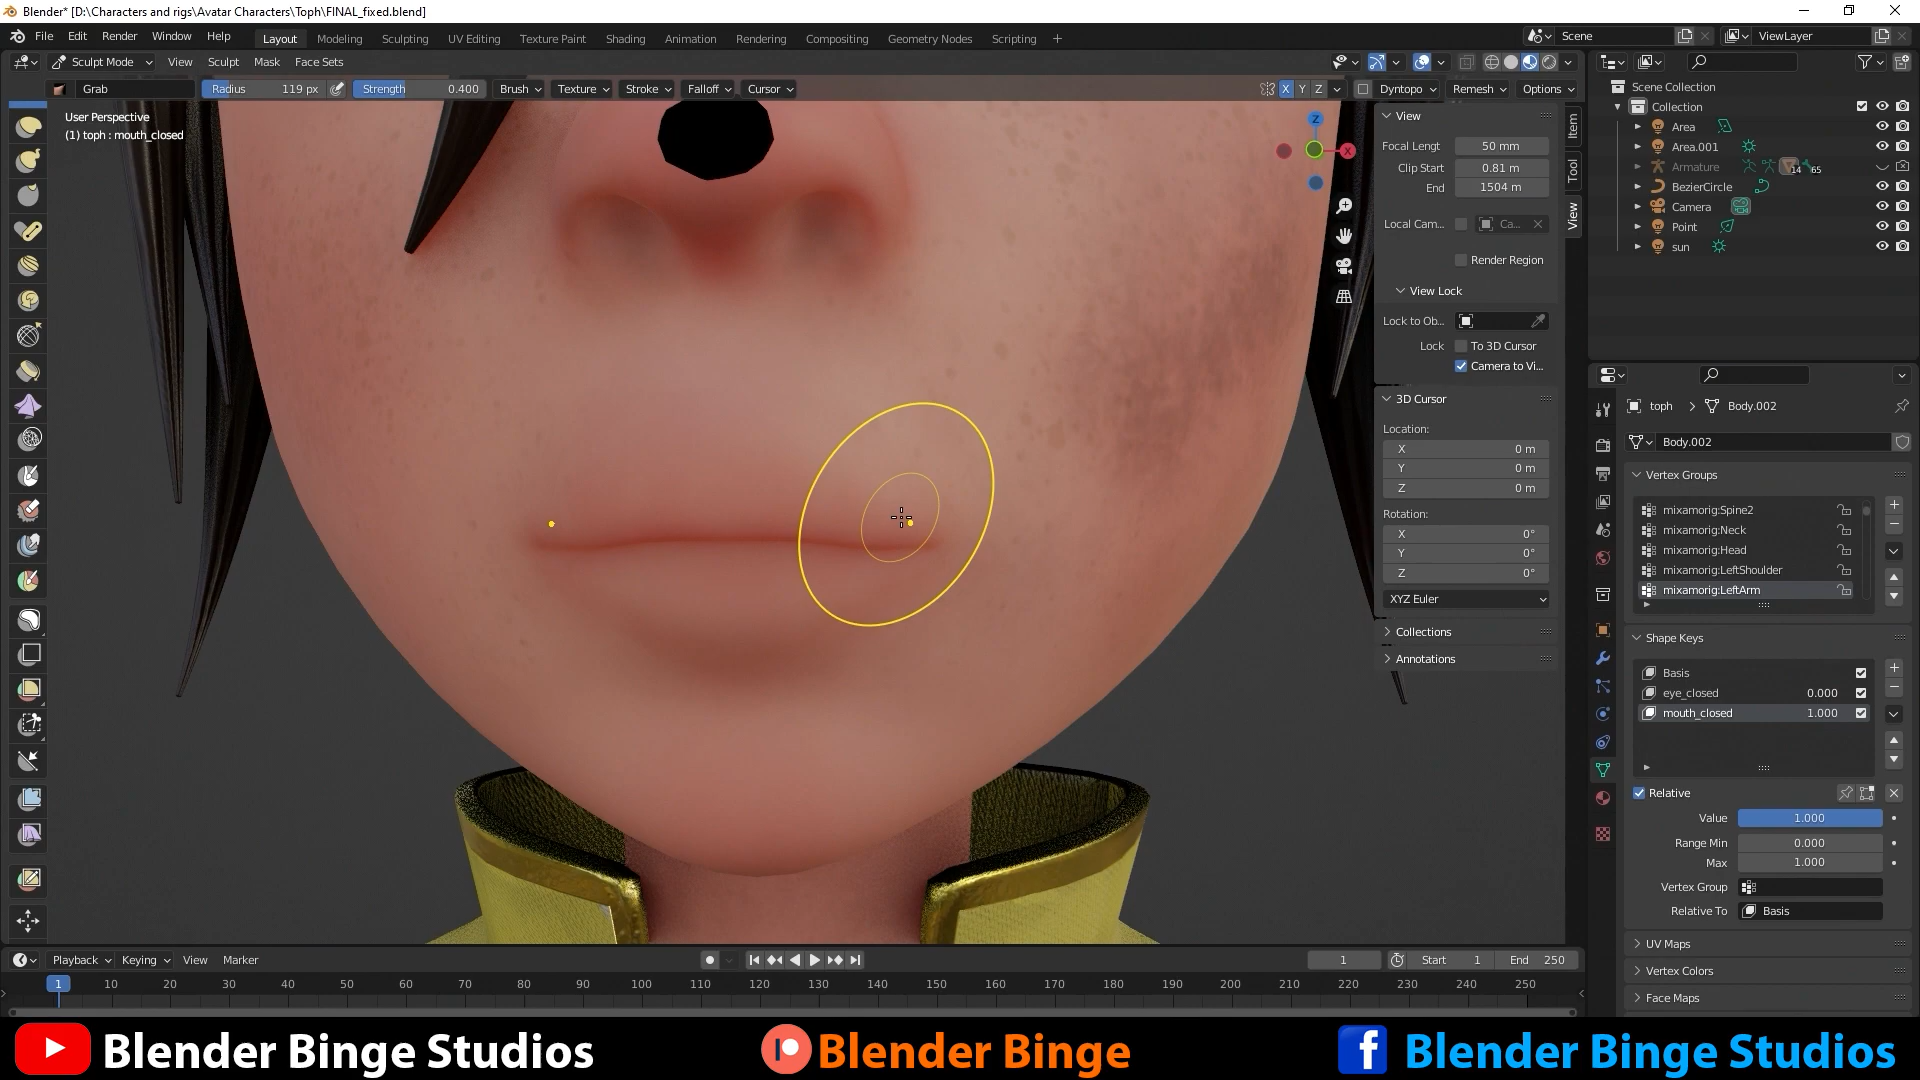 Blender* [D:\Characters and rigs\Avatar Characters\Toph\FINAL_fixed.blend]
File Edit Render Window Help Layout Modeling Sculpting UV Editing Texture Paint Shading Animation Rendering Compositing Geometry Nodes Scripting + Scene ViewLayer
Sculpt Mode View Sculpt Mask Face Sets
Grab Radius 119 px Strength 0.400 Brush Texture Stroke Falloff Cursor X Y Z Dyntopo Remesh Options
User Perspective
(1) toph : mouth_closed
Z
X
View
Focal Lengt 50 mm
Clip Start 0.81 m
End 1504 m
Local Cam... Ca...
Render Region
View Lock
Lock to Ob...
Lock To 3D Cursor
Camera to Vi...
3D Cursor
Location:
X 0 m
Y 0 m
Z 0 m
Rotation:
X 0°
Y 0°
Z 0°
XYZ Euler
Collections
Annotations
Item
Tool
View
Scene Collection
Collection
Area
Area.001
Armature 14 65
BezierCircle
Camera
Point
sun
toph Body.002
Body.002
Vertex Groups
mixamorig:Spine2
mixamorig:Neck
mixamorig:Head
mixamorig:LeftShoulder
mixamorig:LeftArm
Shape Keys
Basis
eye_closed 0.000
mouth_closed 1.000
Relative
Value 1.000
Range Min 0.000
Max 1.000
Vertex Group
Relative To Basis
UV Maps
Vertex Colors
Face Maps
Playback Keying View Marker 1 Start 1 End 250
1 10 20 30 40 50 60 70 80 90 100 110 120 130 140 150 160 170 180 190 200 210 220 230 240 250
Blender Binge Studios Blender Binge f Blender Binge Studios